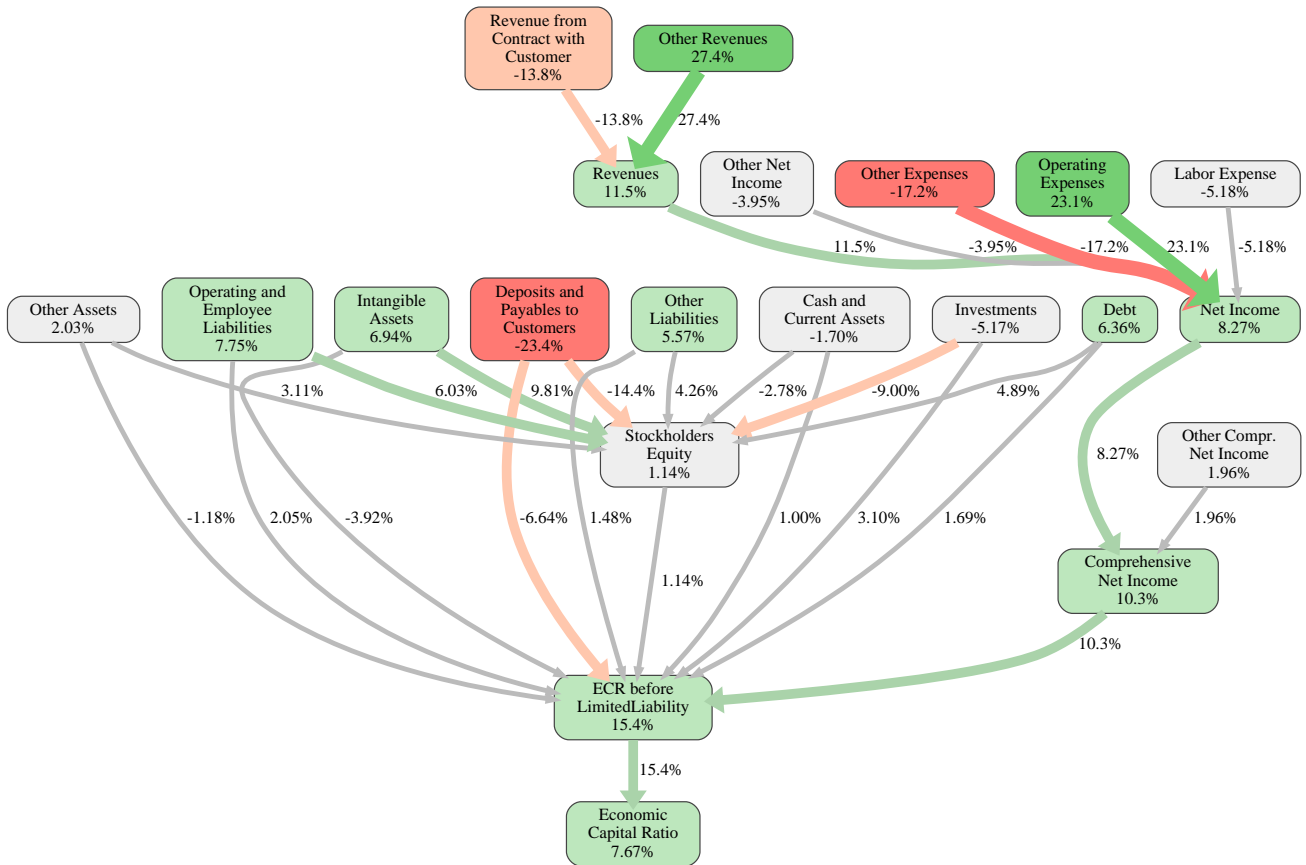 Revenue from
Contract with
Customer
-13.8%
Other Revenues
27.4%
-13.8%
27.4%
Revenues
11.5%
Other Net
Income
-3.95%
Other Expenses
-17.2%
Operating
Expenses
23.1%
Labor Expense
-5.18%
11.5%
-3.95%
-17.2%
23.1%
-5.18%
Other Assets
2.03%
Operating and
Employee
Liabilities
7.75%
Intangible
Assets
6.94%
Deposits and
Payables to
Customers
-23.4%
Other
Liabilities
5.57%
Cash and
Current Assets
-1.70%
Investments
-5.17%
Debt
6.36%
Net Income
8.27%
3.11%
6.03%
9.81%
-14.4%
4.26%
-2.78%
-9.00%
4.89%
Stockholders
Equity
1.14%
8.27%
Other Compr.
Net Income
1.96%
-1.18%
2.05%
-3.92%
-6.64%
1.48%
1.00%
3.10%
1.69%
1.96%
1.14%
Comprehensive
Net Income
10.3%
10.3%
ECR before
LimitedLiability
15.4%
15.4%
Economic
Capital Ratio
7.67%